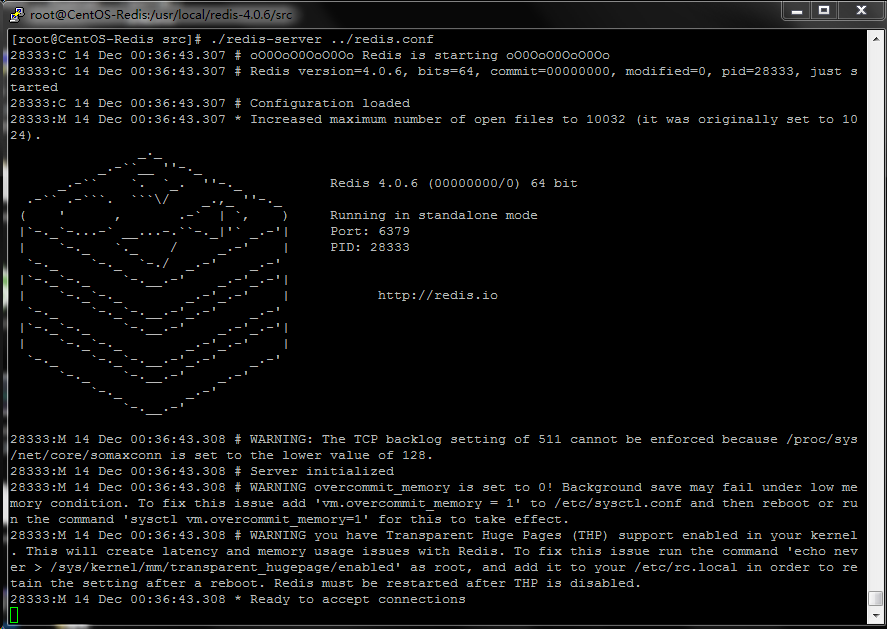 root@CentOS-Redis:/usr/local/redis-4.0.6/src
[root@CentOS-Redis src]# ./redis-server ../redis.conf
28333:C 14 Dec 00:36:43.307 # oO0OoO0OoO0Oo Redis is starting oO0OoO0OoO0Oo
28333:C 14 Dec 00:36:43.307 # Redis version=4.0.6, bits=64, commit=00000000, modified=0, pid=28333, just s
tarted
28333:C 14 Dec 00:36:43.307 # Configuration loaded
28333:M 14 Dec 00:36:43.307 * Increased maximum number of open files to 10032 (it was originally set to 10
24).
Redis 4.0.6 (00000000/0) 64 bit
Running in standalone mode
Port: 6379
PID: 28333
http://redis.io
28333:M 14 Dec 00:36:43.308 # WARNING: The TCP backlog setting of 511 cannot be enforced because /proc/sys
/net/core/somaxconn is set to the lower value of 128.
28333:M 14 Dec 00:36:43.308 # Server initialized
28333:M 14 Dec 00:36:43.308 # WARNING overcommit_memory is set to 0! Background save may fail under low me
mory condition. To fix this issue add 'vm.overcommit_memory = 1' to /etc/sysctl.conf and then reboot or ru
n the command 'sysctl vm.overcommit_memory=1' for this to take effect.
28333:M 14 Dec 00:36:43.308 # WARNING you have Transparent Huge Pages (THP) support enabled in your kernel
. This will create latency and memory usage issues with Redis. To fix this issue run the command 'echo nev
er > /sys/kernel/mm/transparent_hugepage/enabled' as root, and add it to your /etc/rc.local in order to re
tain the setting after a reboot. Redis must be restarted after THP is disabled.
28333:M 14 Dec 00:36:43.308 * Ready to accept connections